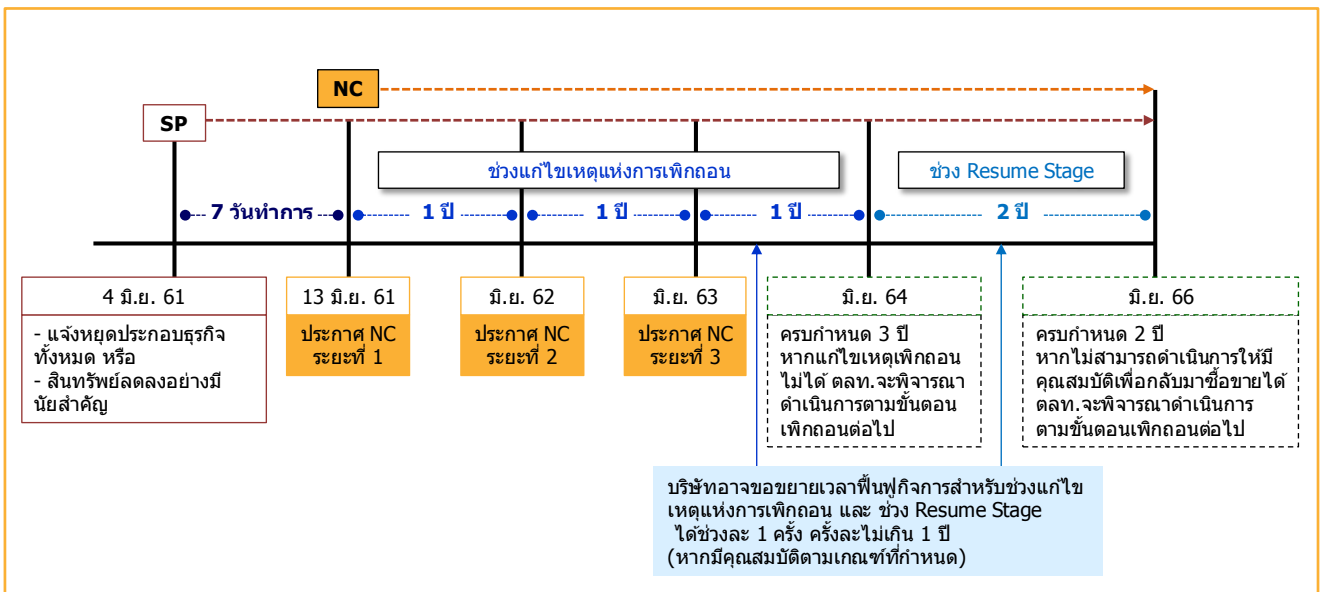 NC
SP
ช่วงแก้ไขเหตุแห่งการเพิกถอน
ช่วง Resume Stage
7 วันทำการ
1 ปี
1 ปี
1 ปี
2 ปี
4 มิ.ย. 61
- แจ้งหยุดประกอบธุรกิจ
ทั้งหมด หรือ
- สินทรัพย์ลดลงอย่างมี
นัยสำคัญ
13 มิ.ย. 61
ประกาศ NC
ระยะที่ 1
มิ.ย. 62
ประกาศ NC
ระยะที่ 2
มิ.ย. 63
ประกาศ NC
ระยะที่ 3
มิ.ย. 64
ครบกำหนด 3 ปี
หากแก้ไขเหตุเพิกถอน
ไม่ได้ ตลท.จะพิจารณา
ดำเนินการตามขั้นตอน
เพิกถอนต่อไป
มิ.ย. 66
ครบกำหนด 2 ปี
หากไม่สามารถดำเนินการให้มี
คุณสมบัติเพื่อกลับมาซื้อขายได้
ตลท.จะพิจารณาดำเนินการ
ตามขั้นตอนเพิกถอนต่อไป
บริษัทอาจขอขยายเวลาฟื้นฟูกิจการสำหรับช่วงแก้ไข
เหตุแห่งการเพิกถอน และ ช่วง Resume Stage
ได้ช่วงละ 1 ครั้ง ครั้งละไม่เกิน 1 ปี
(หากมีคุณสมบัติตามเกณฑ์ที่กำหนด)